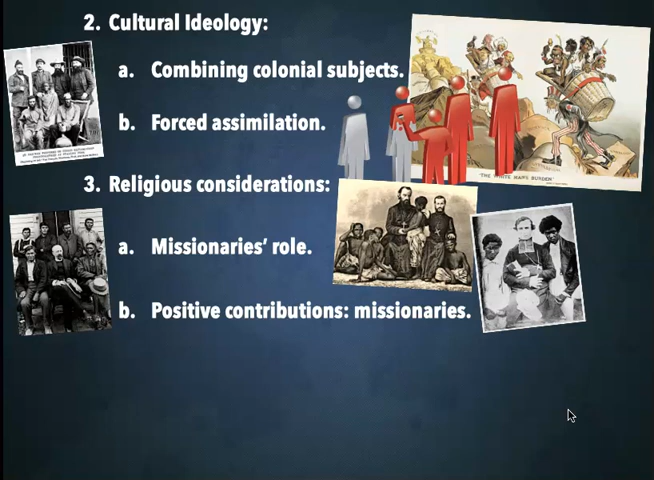 2. Cultural Ideology:
a. Combining colonial subjects.
b. Forced assimilation.
"THE WHITE MAN'S BURDEN"
3. Religious considerations:
a. Missionaries' role.
b. Positive contributions: missionaries.